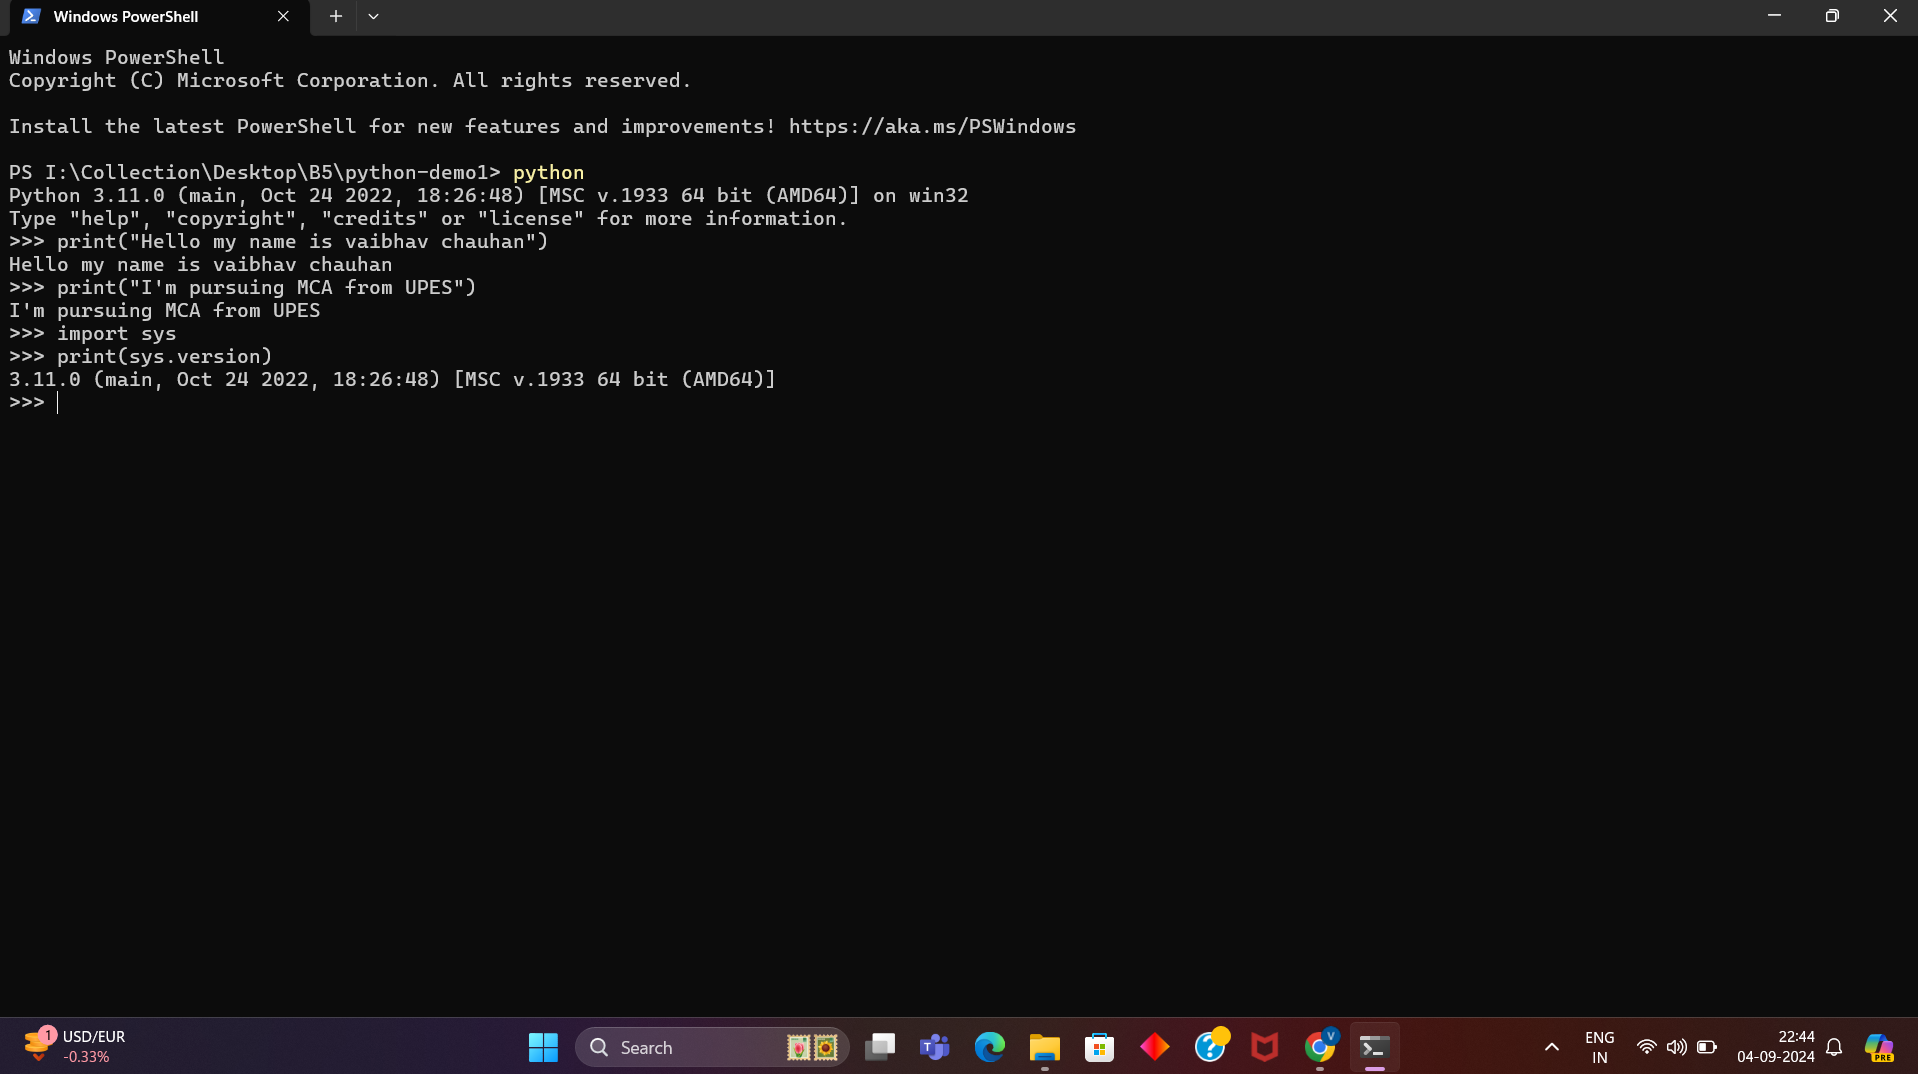 Windows PowerShell
Windows PowerShell
Copyright (C) Microsoft Corporation. All rights reserved.
Install the latest PowerShell for new features and improvements! https://aka.ms/PSWindows
PS I:\Collection\Desktop\B5\python-demo1> python
Python 3.11.0 (main, Oct 24 2022, 18:26:48) [MSC v.1933 64 bit (AMD64)] on win32
Type "help", "copyright", "credits" or "license" for more information.
>>> print("Hello my name is vaibhav chauhan")
Hello my name is vaibhav chauhan
>>> print("I'm pursuing MCA from UPES")
I'm pursuing MCA from UPES
>>> import sys
>>> print(sys.version)
3.11.0 (main, Oct 24 2022, 18:26:48) [MSC v.1933 64 bit (AMD64)]
>>>
1
USD/EUR
-0.33%
Search
T
V
ENG
IN
22:44
04-09-2024
PRE